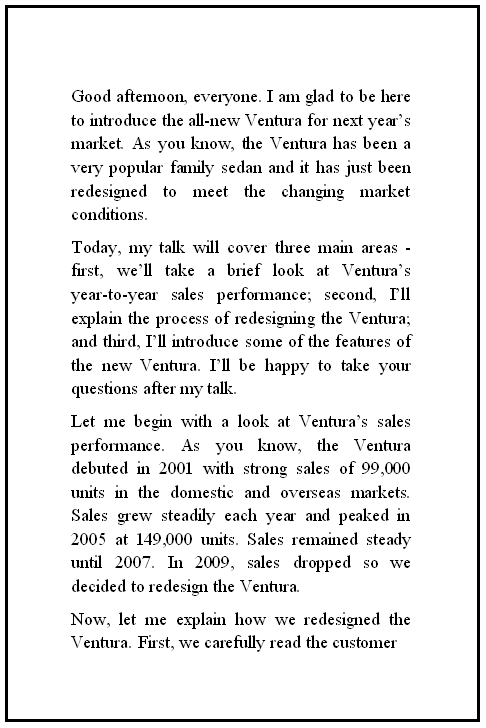 Good afternoon, everyone. I am glad to be here
to introduce the all-new Ventura for next year's
market. As you know, the Ventura has been a
very popular family sedan and it has just been
redesigned to meet the changing market
conditions.
Today, my talk will cover three main areas -
first, we'll take a brief look at Ventura's
year-to-year sales performance; second, I'll
explain the process of redesigning the Ventura;
and third, I'll introduce some of the features of
the new Ventura. I'll be happy to take your
questions after my talk.
Let me begin with a look at Ventura's sales
performance. As you know, the Ventura
debuted in 2001 with strong sales of 99,000
units in the domestic and overseas markets.
Sales grew steadily each year and peaked in
2005 at 149,000 units. Sales remained steady
until 2007. In 2009, sales dropped so we
decided to redesign the Ventura.
Now, let me explain how we redesigned the
Ventura. First, we carefully read the customer